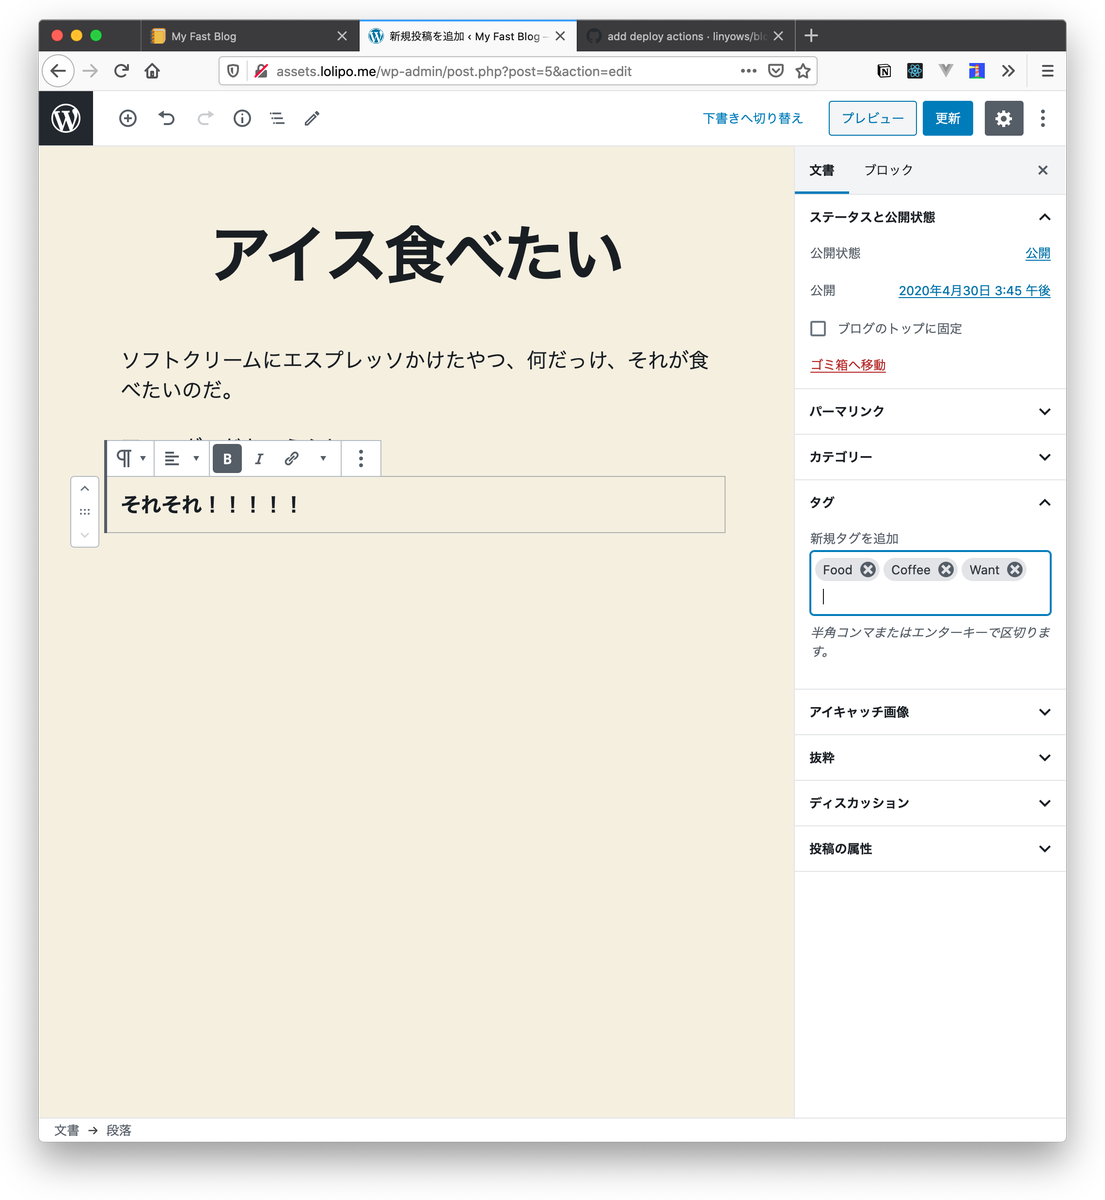 My Fast Blog
新規投稿を追加 ‹ My Fast Blog –
add deploy actions · linyows/blo
assets.lolipo.me/wp-admin/post.php?post=5&action=edit
下書きへ切り替え
プレビュー
更新
文書
ブロック
アイス食べたい
ソフトクリームにエスプレッソかけたやつ、何だっけ、それが食
べたいのだ。
B
I
それそれ！！！！！
ステータスと公開状態
公開状態
公開
公開
2020年4月30日 3:45 午後
ブログのトップに固定
ゴミ箱へ移動
パーマリンク
カテゴリー
タグ
新規タグを追加
Food
Coffee
Want
半角コンマまたはエンターキーで区切りま
す。
アイキャッチ画像
抜粋
ディスカッション
投稿の属性
文書 → 段落